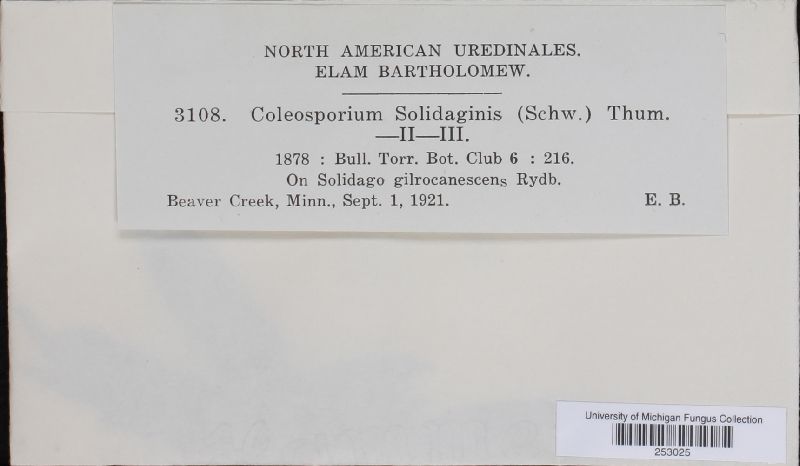 NORTH AMERICAN UREDINALES.
ELAM BARTHOLOMEW.
3108. Coleosporium Solidaginis (Schw.) Thum.
—II—III.
1878 : Bull. Torr. Bot. Club 6 : 216.
On Solidago gilrocanescens Rydb.
Beaver Creek, Minn., Sept. 1, 1921. E. B.
University of Michigan Fungus Collection
253025